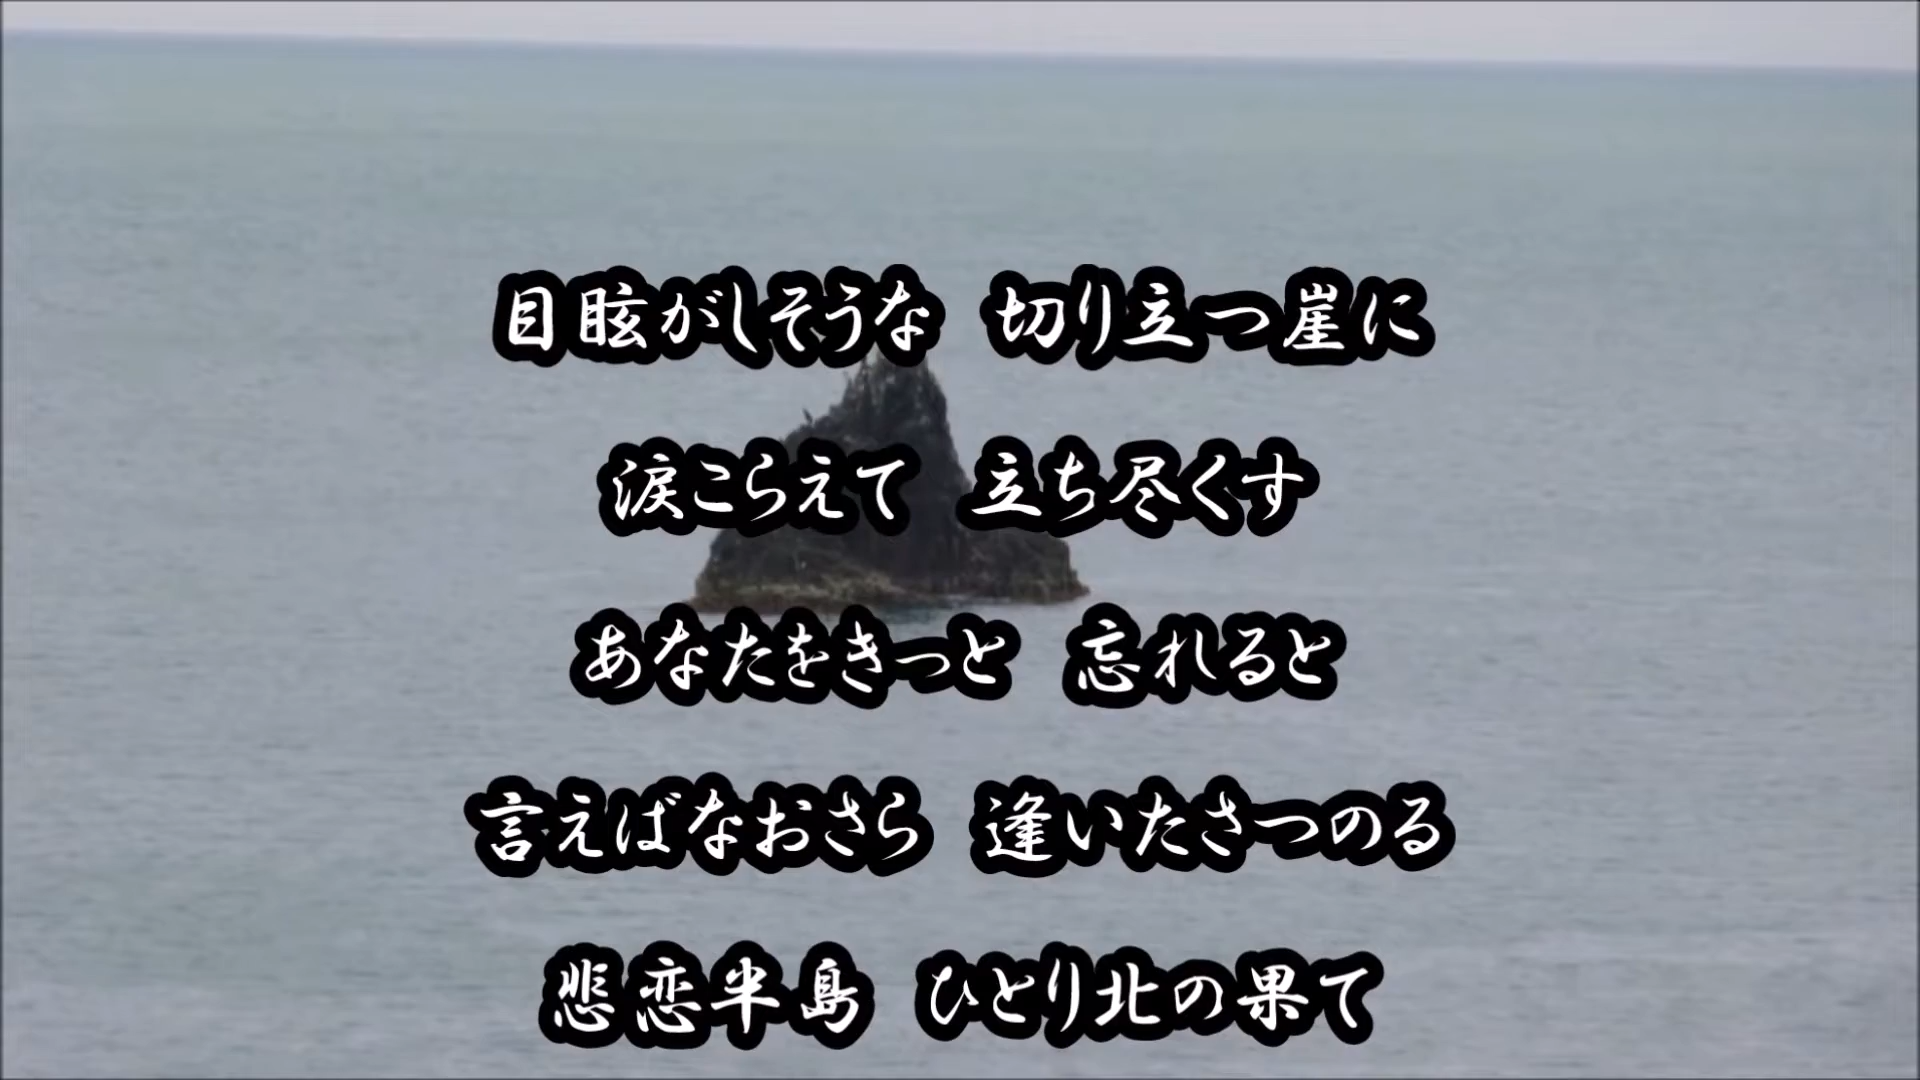 目眩がしそうな　切り立つ崖に
涙こらえて　立ち尽くす
あなたをきっと　忘れると
言えばなおさら　逢いたさつのる
悲恋半島　ひとり北の果て